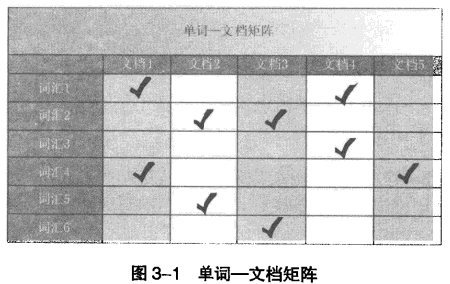 单词—文档矩阵
文档1 文档2 文档3 文档4 文档5
词汇1 ✓ ✓
词汇2 ✓ ✓
词汇3 ✓
词汇4 ✓ ✓
词汇5 ✓
词汇6 ✓
图 3-1 单词—文档矩阵